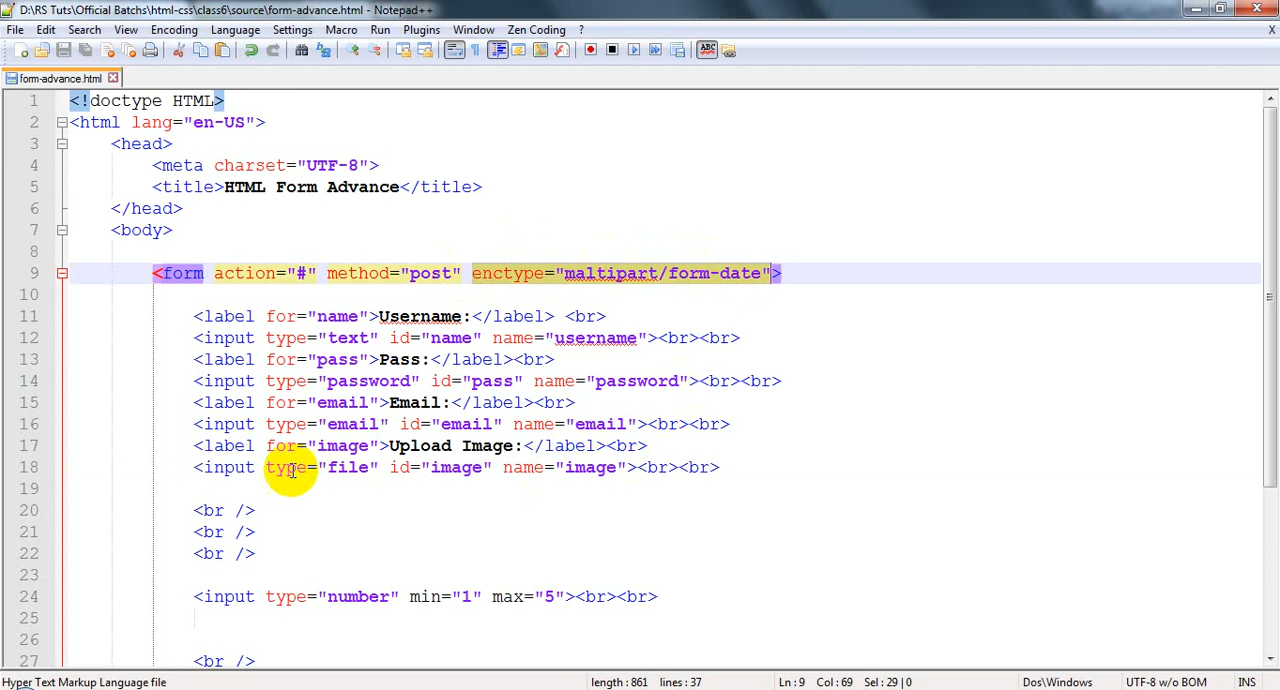 D:\RS Tuts\Official Batchs\html-css\class6\source\form-advance.html - Notepad++
File Edit Search View Encoding Language Settings Macro Run Plugins Window Zen Coding ? X
form-advance.html
1 <!doctype HTML>
2 <html lang="en-US">
3 <head>
4 <meta charset="UTF-8">
5 <title>HTML Form Advance</title>
6 </head>
7 <body>
8
9 <form action="#" method="post" enctype="maltipart/form-date">
10
11 <label for="name">Username:</label> <br>
12 <input type="text" id="name" name="username"><br><br>
13 <label for="pass">Pass:</label><br>
14 <input type="password" id="pass" name="password"><br><br>
15 <label for="email">Email:</label><br>
16 <input type="email" id="email" name="email"><br><br>
17 <label for="image">Upload Image:</label><br>
18 <input type="file" id="image" name="image"><br><br>
19
20 <br />
21 <br />
22 <br />
23
24 <input type="number" min="1" max="5"><br><br>
25
26
27 <br />
Hyper Text Markup Language file length : 861 lines : 37 Ln : 9 Col : 69 Sel : 29 | 0 Dos\Windows UTF-8 w/o BOM INS